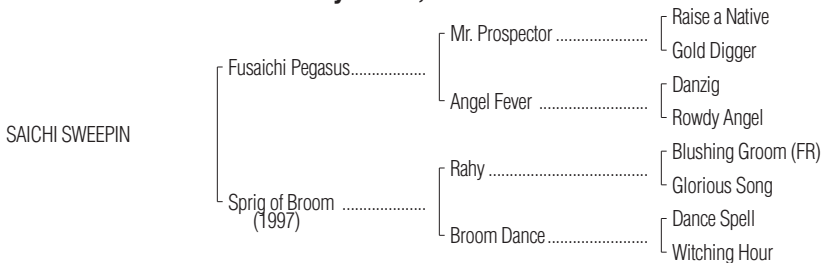 Raise a Native
Mr. Prospector ....................
Gold Digger
Fusaichi Pegasus..................
Danzig
Angel Fever .......................
Rowdy Angel
SAICHI SWEEPIN
Blushing Groom (FR)
Rahy ..................................
Glorious Song
Sprig of Broom ..................
(1997)
Dance Spell
Broom Dance.....................
Witching Hour